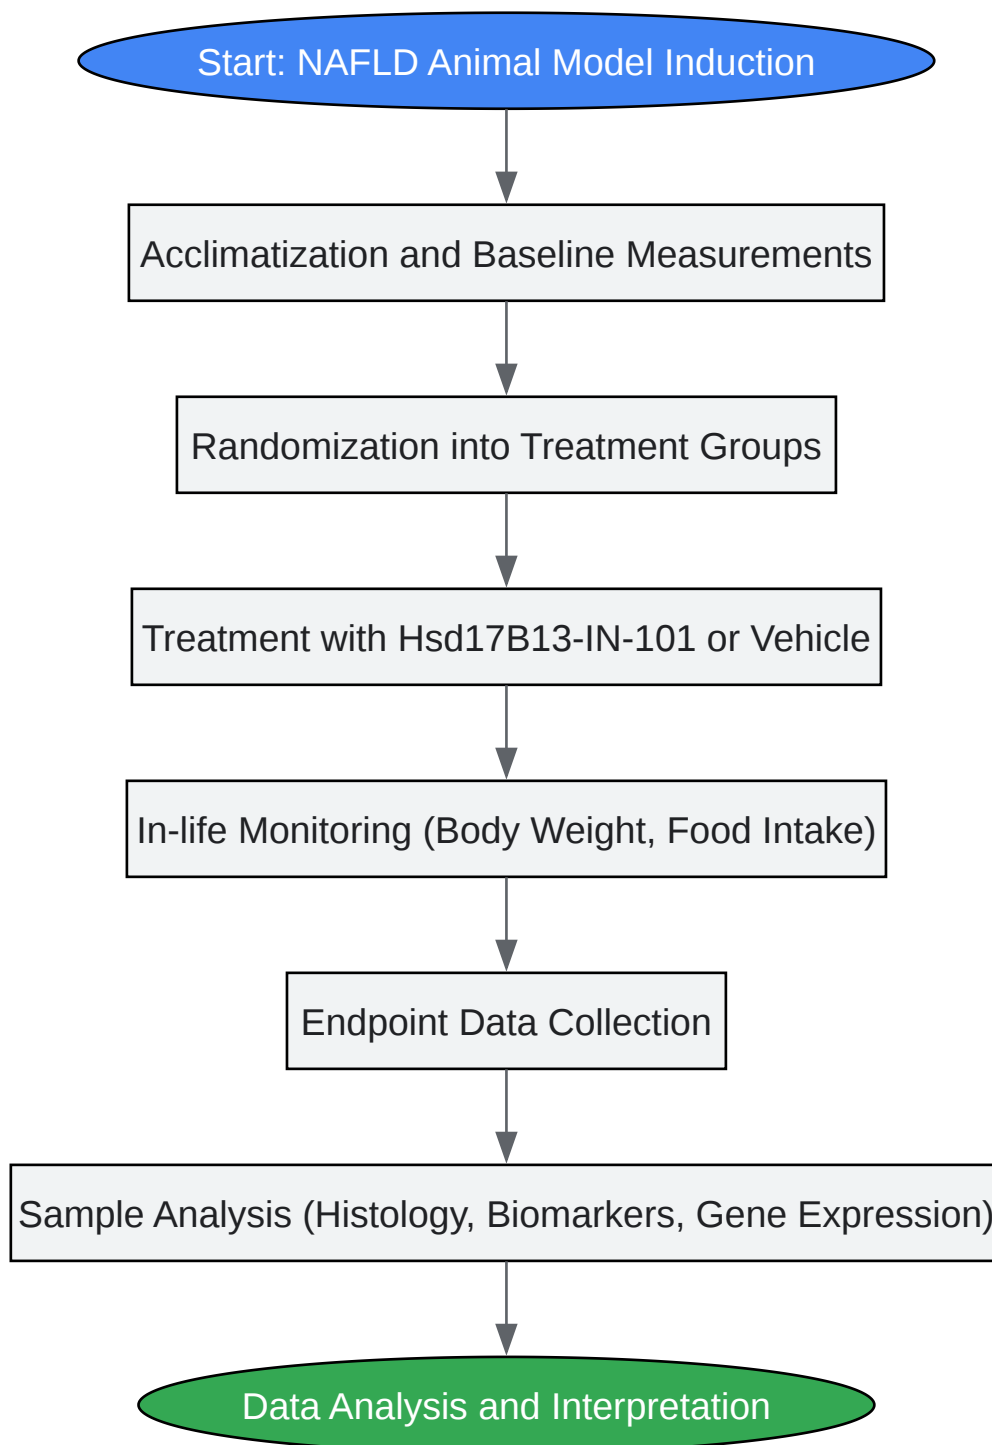 Start: NAFLD Animal Model Induction
Acclimatization and Baseline Measurements
Randomization into Treatment Groups
Treatment with Hsd17B13-IN-101 or Vehicle
In-life Monitoring (Body Weight, Food Intake)
Endpoint Data Collection
Sample Analysis (Histology, Biomarkers, Gene Expression)
Data Analysis and Interpretation